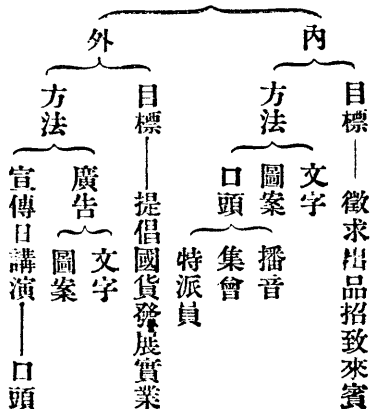 內
目標
徵求出品招致來賓
方法
文字
圖案
口頭
播音
集會
特派員
外
目標
提倡國貨發展實業
方法
廣告
文字
圖案
宣傳日講演
口頭